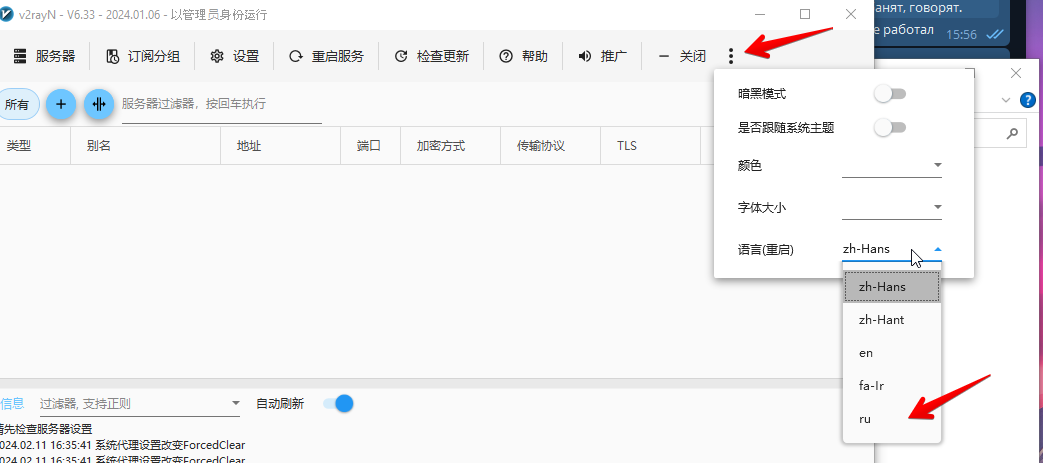 v2rayN - V6.33 - 2024.01.06 - 以管理员身份运行
анят, говорят.
е работал
15:56
服务器 订阅分组 设置 重启服务 检查更新 帮助 推广 关闭
所有 服务器过滤器，按回车执行
类型 别名 地址 端口 加密方式 传输协议 TLS
暗黑模式
是否跟随系统主题
颜色
字体大小
语言(重启) zh-Hans
zh-Hans
zh-Hant
en
fa-Ir
ru
信息 过滤器, 支持正则 自动刷新
请先检查服务器设置
024.02.11 16:35:41 系统代理设置改变ForcedClear
024.02.11 16:35:41 系统代理设置改变ForcedClear